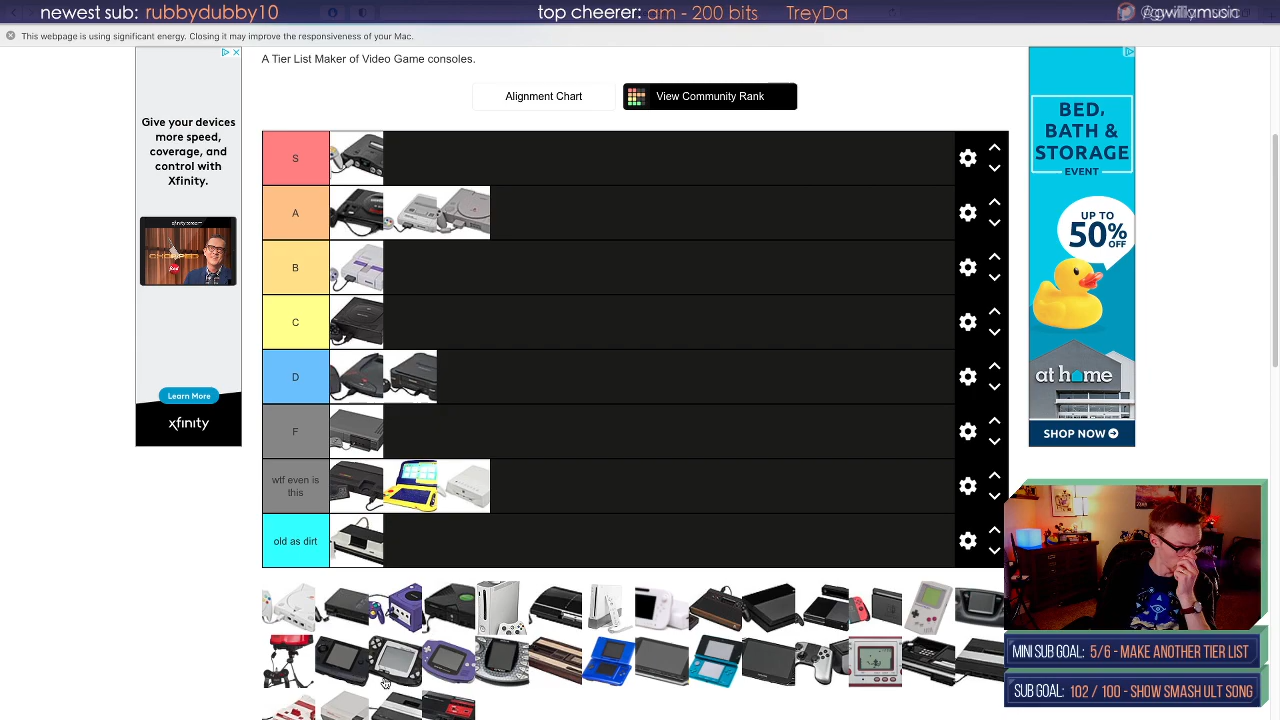 newest sub: rubbydubby10
top cheerer: am - 200 bits
TreyDa
This webpage is using significant energy. Closing it may improve the responsiveness of your Mac.
A Tier List Maker of Video Game consoles.
Alignment Chart
View Community Rank
S
A
B
C
D
F
wtf even is
this
old as dirt
Give your devices
more speed,
coverage, and
control with
Xfinity.
CHOPPED
Learn More
xfinity
BED,
BATH &
STORAGE
EVENT
UP TO
50%
OFF
at home
SHOP NOW
MINI SUB GOAL: 5/6 - MAKE ANOTHER TIER LIST
SUB GOAL: 102 / 100 - SHOW SMASH ULT SONG